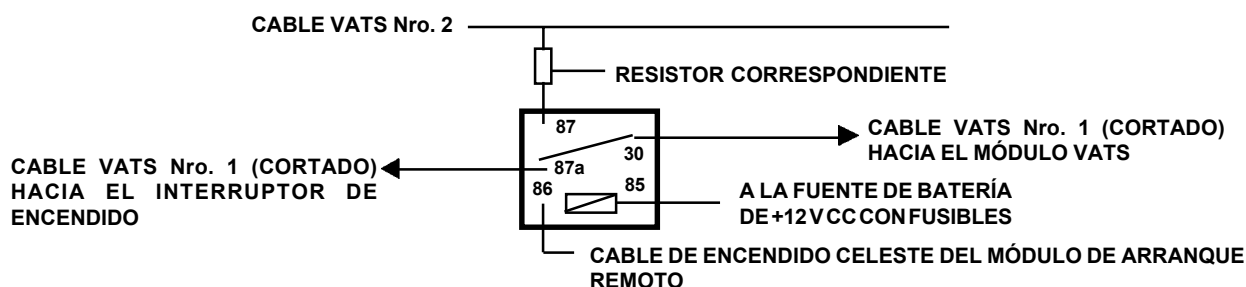 CABLE VATS Nro. 2
RESISTOR CORRESPONDIENTE
87
CABLE VATS Nro. 1 (CORTADO)
HACIA EL MÓDULO VATS
30
CABLE VATS Nro. 1 (CORTADO)
HACIA EL INTERRUPTOR DE
ENCENDIDO
87a
86
85
A LA FUENTE DE BATERÍA
DE +12 V CC CON FUSIBLES
CABLE DE ENCENDIDO CELESTE DEL MÓDULO DE ARRANQUE
REMOTO